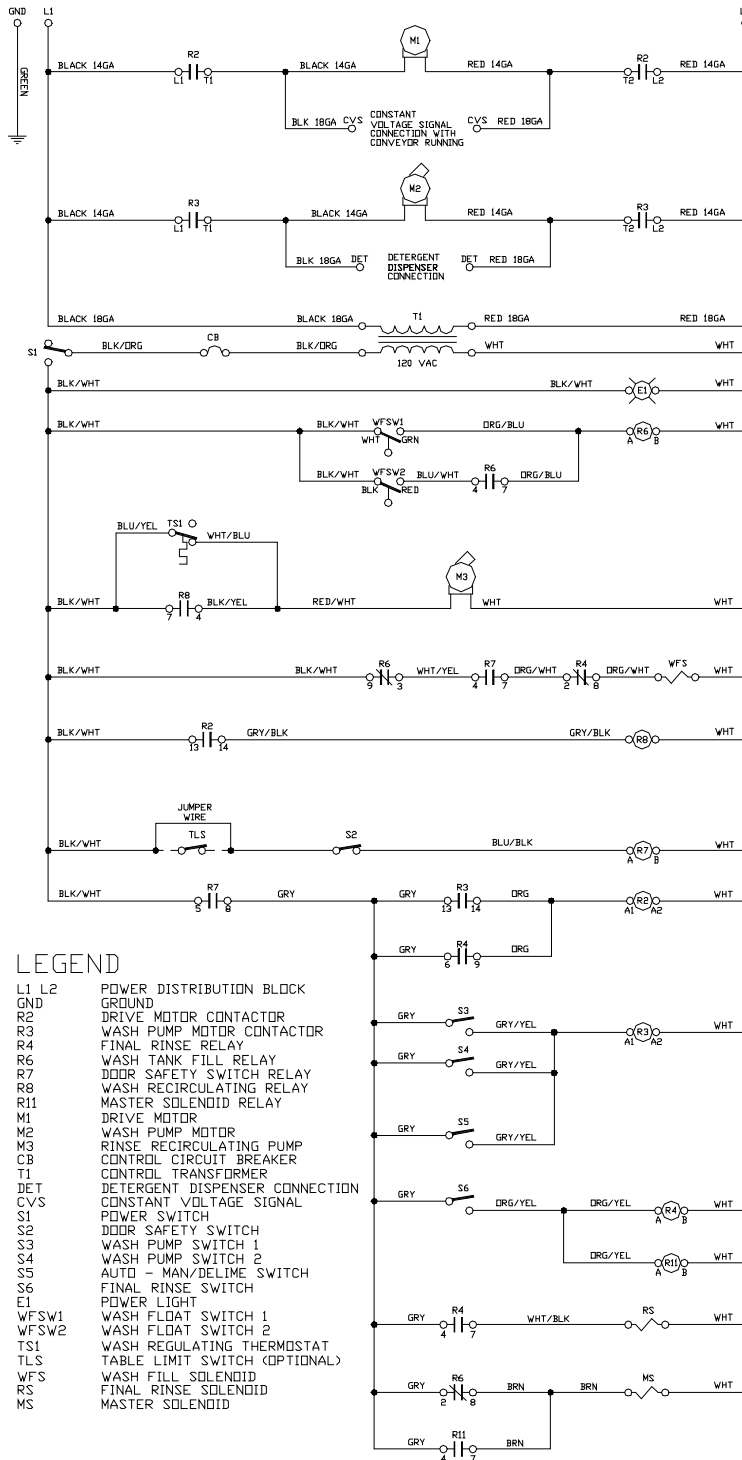 GND L1 L
GREEN
BLACK 14GA R2 BLACK 14GA M1 RED 14GA R2
L1 T1 T2 L2
BLK 18GA CVS CONSTANT VOLTAGE SIGNAL CONNECTION WITH CONVEYOR RUNNING CVS RED 18GA
BLACK 14GA R3 BLACK 14GA M2 RED 14GA R3 RED 14GA
L1 T1 T2 L2
BLK 18GA DET DETERGENT DISPENSER CONNECTION DET RED 18GA
BLACK 18GA BLACK 18GA T1 RED 18GA RED 18GA
S1 BLK/ORG CB BLK/ORG 120 VAC WHT WHT
BLK/WHT BLK/WHT E1 WHT
BLK/WHT BLK/WHT WFSW1 ORG/BLU R6 WHT
WHT GRN A B
BLK/WHT WFSW2 BLU/WHT R6 ORG/BLU
BLK RED 4 7
BLU/YEL TS1 WHT/BLU
BLK/WHT R8 BLK/YEL RED/WHT M3 WHT
7 4
BLK/WHT BLK/WHT R6 WHT/YEL R7 ORG/WHT R4 ORG/WHT WFS WHT
9 3 4 7 2 8
BLK/WHT R2 GRY/BLK GRY/BLK R8 WHT
13 14
JUMPER
WIRE
BLK/WHT TLS S2 BLU/BLK R7 WHT
A B
BLK/WHT R7 GRY GRY R3 ORG R2 WHT
5 8 13 14 A1 A2
GRY R4 ORG
6 9
GRY S3 GRY/YEL R3 WHT
A1 A2
GRY S4 GRY/YEL
GRY S5 GRY/YEL
GRY S6 ORG/YEL ORG/YEL R4 WHT
A B
ORG/YEL R11 WHT
A B
GRY R4 WHT/BLK RS WHT
4 7
GRY R6 BRN BRN MS WHT
2 8
GRY R11 BRN
4 7
LEGEND
L1 L2 POWER DISTRIBUTION BLOCK
GND GROUND
R2 DRIVE MOTOR CONTACTOR
R3 WASH PUMP MOTOR CONTACTOR
R4 FINAL RINSE RELAY
R6 WASH TANK FILL RELAY
R7 DOOR SAFETY SWITCH RELAY
R8 WASH RECIRCULATING RELAY
R11 MASTER SOLENOID RELAY
M1 DRIVE MOTOR
M2 WASH PUMP MOTOR
M3 RINSE RECIRCULATING PUMP
CB CONTROL CIRCUIT BREAKER
T1 CONTROL TRANSFORMER
DET DETERGENT DISPENSER CONNECTION
CVS CONSTANT VOLTAGE SIGNAL
S1 POWER SWITCH
S2 DOOR SAFETY SWITCH
S3 WASH PUMP SWITCH 1
S4 WASH PUMP SWITCH 2
S5 AUTO - MAN/DELIME SWITCH
S6 FINAL RINSE SWITCH
E1 POWER LIGHT
WFSW1 WASH FLOAT SWITCH 1
WFSW2 WASH FLOAT SWITCH 2
TS1 WASH REGULATING THERMOSTAT
TLS TABLE LIMIT SWITCH (OPTIONAL)
WFS WASH FILL SOLENOID
RS FINAL RINSE SOLENOID
MS MASTER SOLENOID